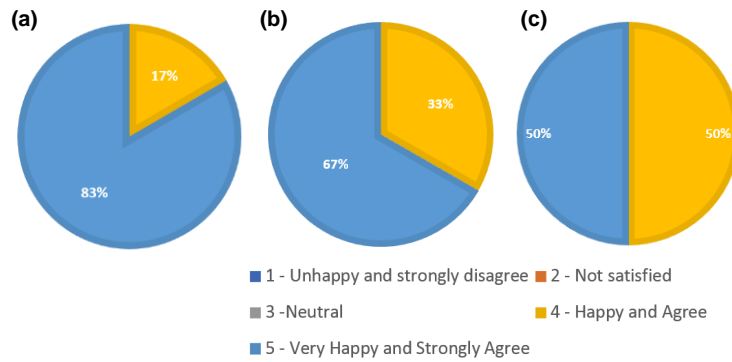 (a) (b) (c)
17% 83%
33% 67%
50% 50%
1 - Unhappy and strongly disagree 2 - Not satisfied
3 -Neutral 4 - Happy and Agree
5 - Very Happy and Strongly Agree